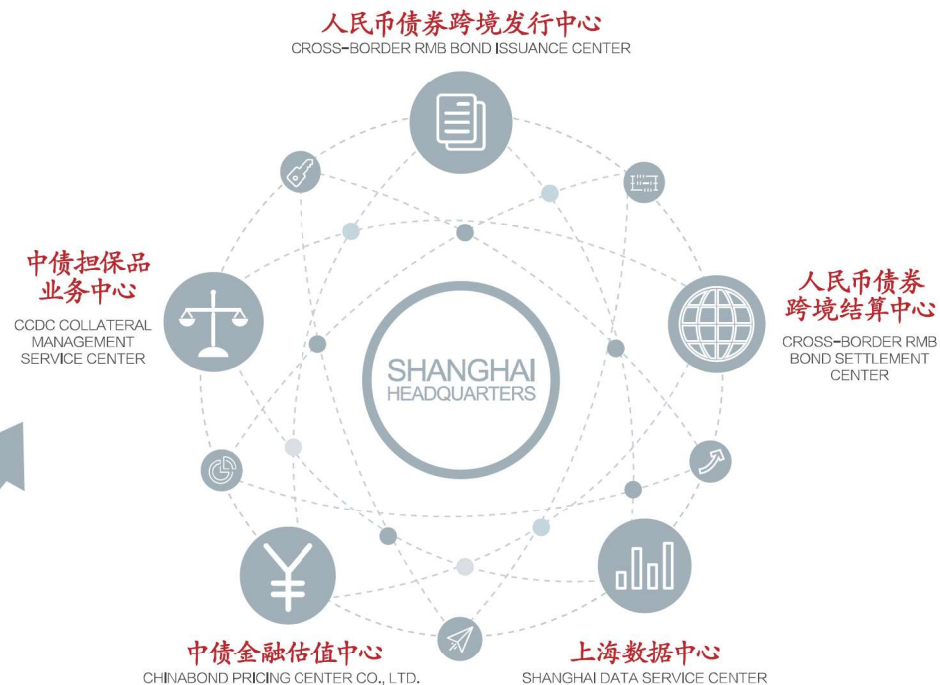 人民币债券跨境发行中心
CROSS-BORDER RMB BOND ISSUANCE CENTER
中债担保品
业务中心
CCDC COLLATERAL
MANAGEMENT
SERVICE CENTER
人民币债券
跨境结算中心
CROSS-BORDER RMB
BOND SETTLEMENT
CENTER
SHANGHAI
HEADQUARTERS
¥
中债金融估值中心
CHINABOND PRICING CENTER CO., LTD.
上海数据中心
SHANGHAI DATA SERVICE CENTER